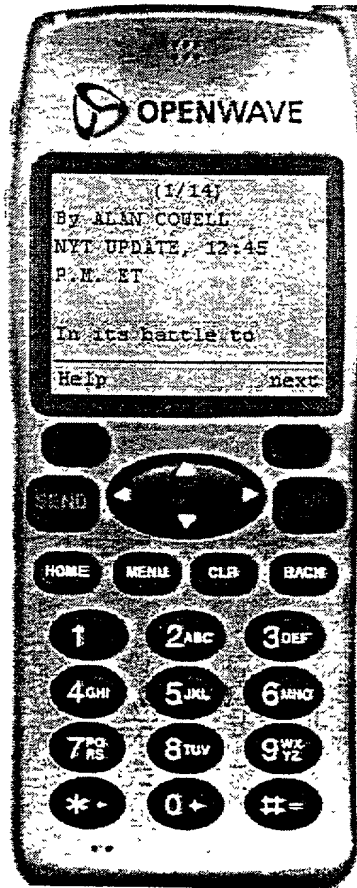 OPENWAVE
(1/14)
By ALAN COWELL
NYT UPDATE, 12:45
P.M. ET
In its battle to
Help next
SEND
HOME MENU CLR BACK
1 2ABC 3DEF
4GHI 5JKL 6MNO
7PQRS 8TUV 9WXYZ
* 0 # =